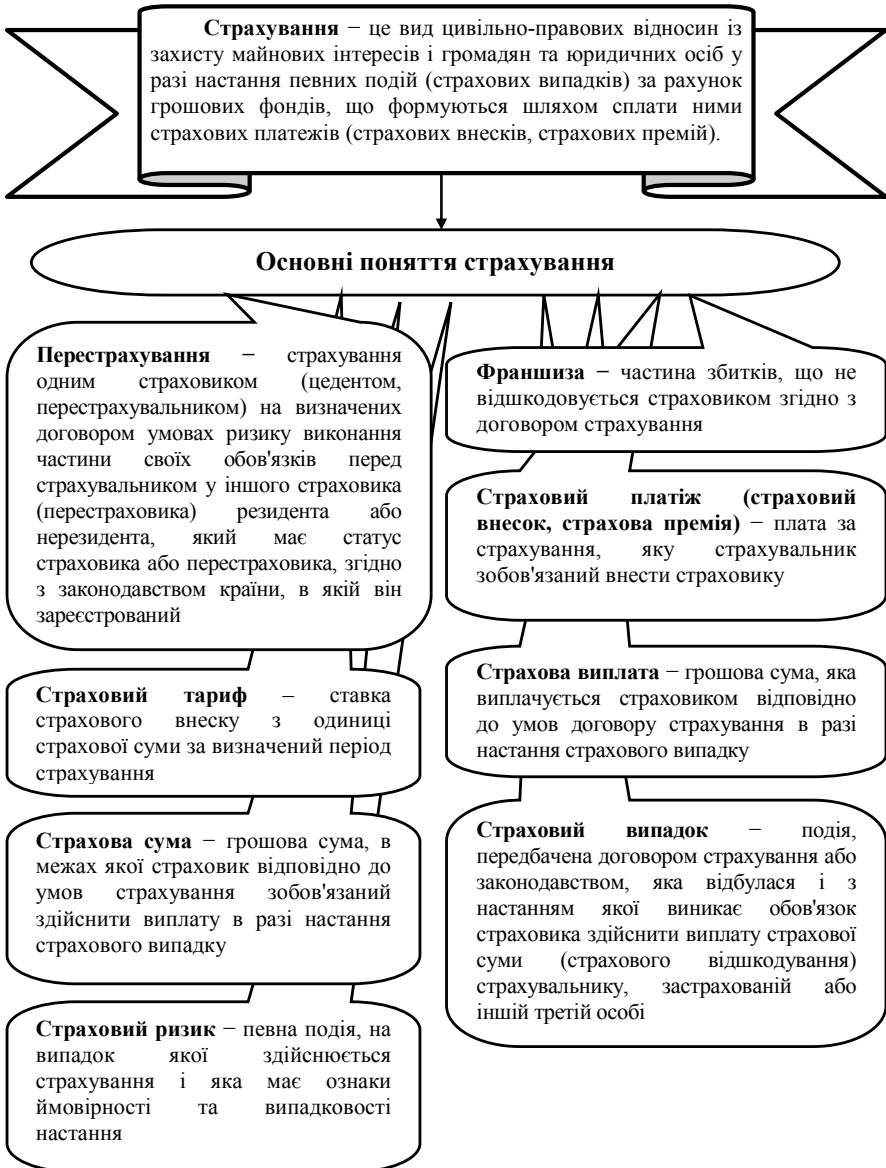 Страхування − це вид цивільно-правових відносин із
захисту майнових інтересів і громадян та юридичних осіб у
разі настання певних подій (страхових випадків) за рахунок
грошових фондів, що формуються шляхом сплати ними
страхових платежів (страхових внесків, страхових премій).
Основні поняття страхування
Перестрахування − страхування
одним страховиком (цедентом,
перестрахувальником) на визначених
договором умовах ризику виконання
частини своїх обов'язків перед
страхувальником у іншого страховика
(перестраховика) резидента або
нерезидента, який має статус
страховика або перестраховика, згідно
з законодавством країни, в якій він
зареєстрований
Страховий тариф – ставка
страхового внеску з одиниці
страхової суми за визначений період
страхування
Страхова сума − грошова сума, в
межах якої страховик відповідно до
умов страхування зобов'язаний
здійснити виплату в разі настання
страхового випадку
Страховий ризик − певна подія, на
випадок якої здійснюється
страхування і яка має ознаки
ймовірності та випадковості
настання
Франшиза − частина збитків, що не
відшкодовується страховиком згідно з
договором страхування
Страховий платіж (страховий
внесок, страхова премія) − плата за
страхування, яку страхувальник
зобов'язаний внести страховику
Страхова виплата − грошова сума, яка
виплачується страховиком відповідно
до умов договору страхування в разі
настання страхового випадку
Страховий випадок − подія,
передбачена договором страхування або
законодавством, яка відбулася і з
настанням якої виникає обов'язок
страховика здійснити виплату страхової
суми (страхового відшкодування)
страхувальнику, застрахованій або
іншій третій особі